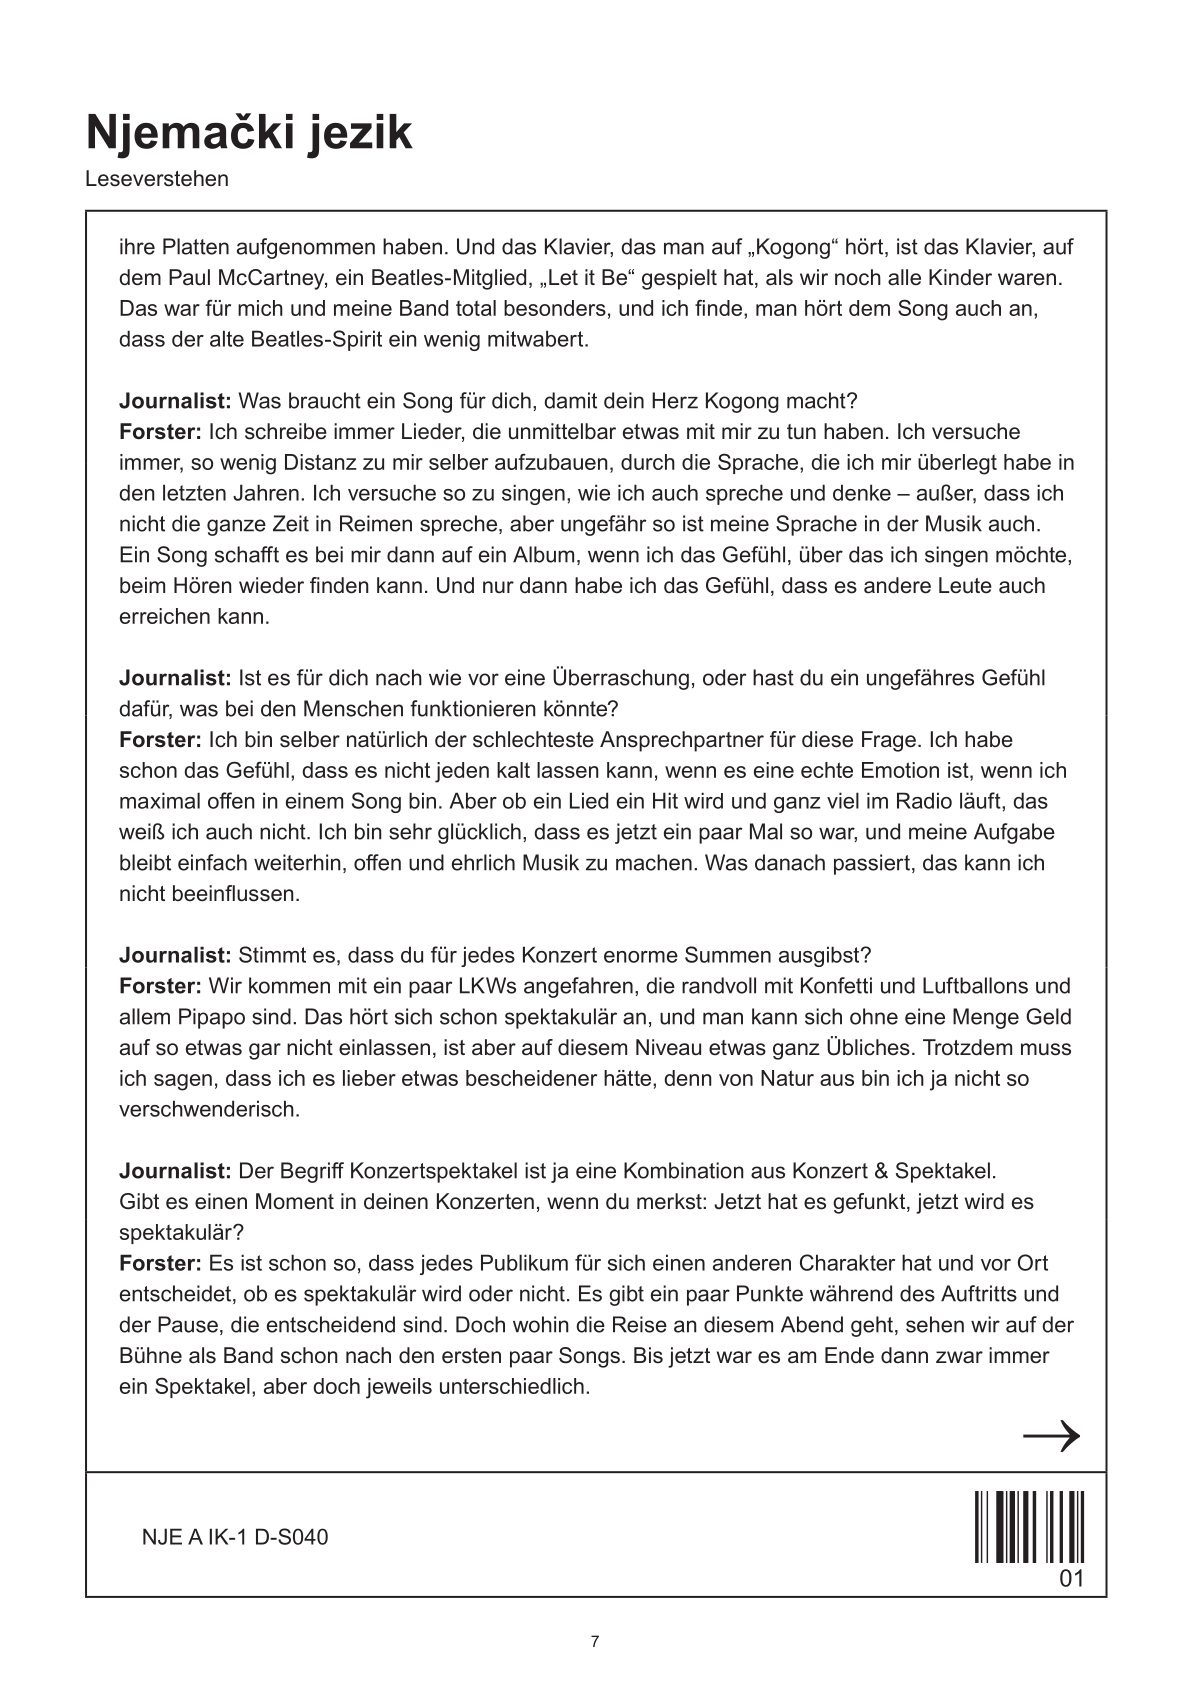 Njemački jezik
Leseverstehen
ihre Platten aufgenommen haben. Und das Klavier, das man auf „Kogong“ hört, ist das Klavier, auf
dem Paul McCartney, ein Beatles-Mitglied, „Let it Be“ gespielt hat, als wir noch alle Kinder waren.
Das war für mich und meine Band total besonders, und ich finde, man hört dem Song auch an,
dass der alte Beatles-Spirit ein wenig mitwabert.
Journalist: Was braucht ein Song für dich, damit dein Herz Kogong macht?
Forster: Ich schreibe immer Lieder, die unmittelbar etwas mit mir zu tun haben. Ich versuche
immer, so wenig Distanz zu mir selber aufzubauen, durch die Sprache, die ich mir überlegt habe in
den letzten Jahren. Ich versuche so zu singen, wie ich auch spreche und denke – außer, dass ich
nicht die ganze Zeit in Reimen spreche, aber ungefähr so ist meine Sprache in der Musik auch.
Ein Song schafft es bei mir dann auf ein Album, wenn ich das Gefühl, über das ich singen möchte,
beim Hören wieder finden kann. Und nur dann habe ich das Gefühl, dass es andere Leute auch
erreichen kann.
Journalist: Ist es für dich nach wie vor eine Überraschung, oder hast du ein ungefähres Gefühl
dafür, was bei den Menschen funktionieren könnte?
Forster: Ich bin selber natürlich der schlechteste Ansprechpartner für diese Frage. Ich habe
schon das Gefühl, dass es nicht jeden kalt lassen kann, wenn es eine echte Emotion ist, wenn ich
maximal offen in einem Song bin. Aber ob ein Lied ein Hit wird und ganz viel im Radio läuft, das
weiß ich auch nicht. Ich bin sehr glücklich, dass es jetzt ein paar Mal so war, und meine Aufgabe
bleibt einfach weiterhin, offen und ehrlich Musik zu machen. Was danach passiert, das kann ich
nicht beeinflussen.
Journalist: Stimmt es, dass du für jedes Konzert enorme Summen ausgibst?
Forster: Wir kommen mit ein paar LKWs angefahren, die randvoll mit Konfetti und Luftballons und
allem Pipapo sind. Das hört sich schon spektakulär an, und man kann sich ohne eine Menge Geld
auf so etwas gar nicht einlassen, ist aber auf diesem Niveau etwas ganz Übliches. Trotzdem muss
ich sagen, dass ich es lieber etwas bescheidener hätte, denn von Natur aus bin ich ja nicht so
verschwenderisch.
Journalist: Der Begriff Konzertspektakel ist ja eine Kombination aus Konzert & Spektakel.
Gibt es einen Moment in deinen Konzerten, wenn du merkst: Jetzt hat es gefunkt, jetzt wird es
spektakulär?
Forster: Es ist schon so, dass jedes Publikum für sich einen anderen Charakter hat und vor Ort
entscheidet, ob es spektakulär wird oder nicht. Es gibt ein paar Punkte während des Auftritts und
der Pause, die entscheidend sind. Doch wohin die Reise an diesem Abend geht, sehen wir auf der
Bühne als Band schon nach den ersten paar Songs. Bis jetzt war es am Ende dann zwar immer
ein Spektakel, aber doch jeweils unterschiedlich.
NJE A IK-1 D-S040
01
7